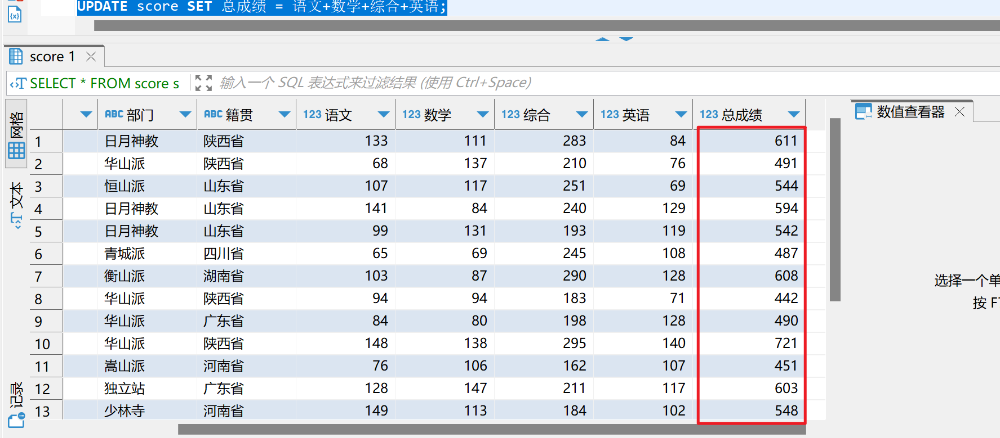 UPDATE score SET 总成绩 = 语文+数学+综合+英语;
score 1
SELECT * FROM score s 输入一个 SQL 表达式来过滤结果 (使用 Ctrl+Space)
ABC 部门 ABC 籍贯 123 语文 123 数学 123 综合 123 英语 123 总成绩
1 日月神教 陕西省 133 111 283 84 611
2 华山派 陕西省 68 137 210 76 491
3 恒山派 山东省 107 117 251 69 544
4 日月神教 山东省 141 84 240 129 594
5 日月神教 山东省 99 131 193 119 542
6 青城派 四川省 65 69 245 108 487
7 衡山派 湖南省 103 87 290 128 608
8 华山派 陕西省 94 94 183 71 442
9 华山派 广东省 84 80 198 128 490
10 华山派 陕西省 148 138 295 140 721
11 嵩山派 河南省 76 106 162 107 451
12 独立站 广东省 128 147 211 117 603
13 少林寺 河南省 149 113 184 102 548
网格
文本
记录
数值查看器
选择一个单
按